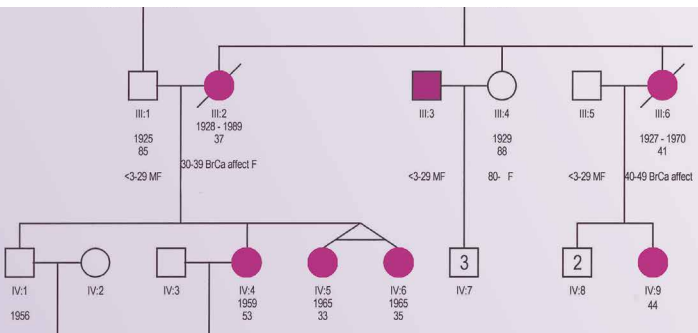 III:1
1925
85
<3-29 MF
III:2
1928 - 1989
37
30-39 BrCa affect F
III:3
<3-29 MF
III:4
1929
88
80- F
III:5
<3-29 MF
III:6
1927 - 1970
41
40-49 BrCa affect
IV:1
1956
IV:2
IV:3
IV:4
1959
53
IV:5
1965
33
IV:6
1965
35
3
IV:7
2
IV:8
IV:9
44